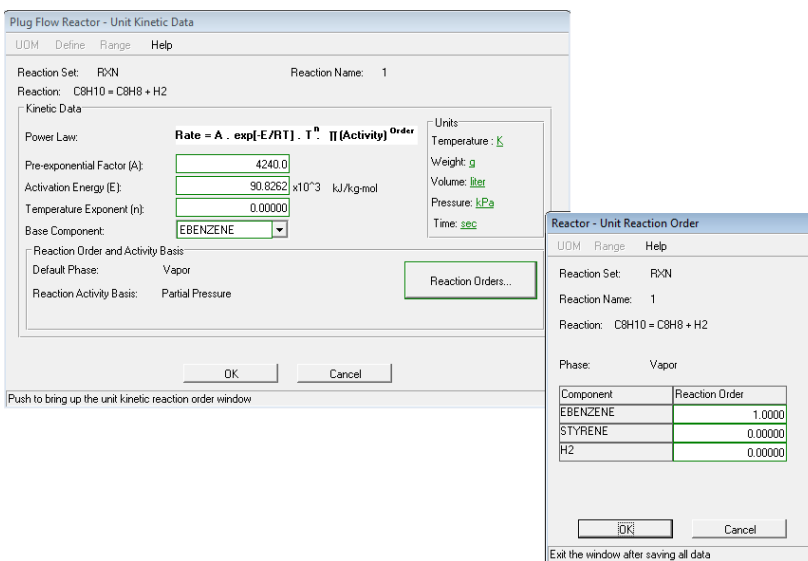 Plug Flow Reactor - Unit Kinetic Data
UOM Define Range Help
Reaction Set: RXN Reaction Name: 1
Reaction: C8H10 = C8H8 + H2
Kinetic Data
Power Law: Rate = A . exp[-E/RT] . T^n. ∏(Activity)^Order
Pre-exponential Factor (A): 4240.0
Activation Energy (E): 90.8262 x10^3 kJ/kg-mol
Temperature Exponent (n): 0.00000
Base Component: EBENZENE
Units
Temperature : K
Weight: g
Volume: liter
Pressure: kPa
Time: sec
Reaction Order and Activity Basis
Default Phase: Vapor
Reaction Activity Basis: Partial Pressure
Reaction Orders...
OK Cancel
Push to bring up the unit kinetic reaction order window
Reactor - Unit Reaction Order
UOM Range Help
Reaction Set: RXN
Reaction Name: 1
Reaction: C8H10 = C8H8 + H2
Phase: Vapor
Component Reaction Order
EBENZENE 1.0000
STYRENE 0.00000
H2 0.00000
OK Cancel
Exit the window after saving all data